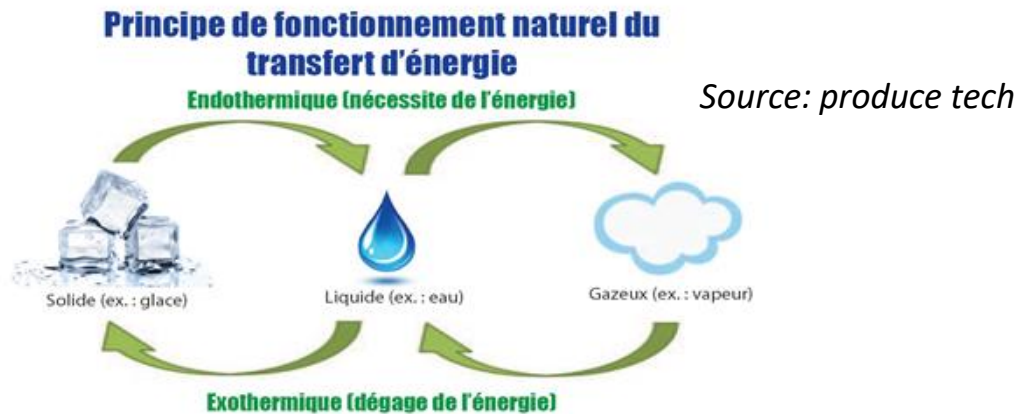 Principe de fonctionnement naturel du
transfert d'énergie
Endothermique (nécessite de l'énergie)
Source: produce tech
Solide (ex. : glace)
Liquide (ex. : eau)
Gazeux (ex. : vapeur)
Exothermique (dégage de l'énergie)